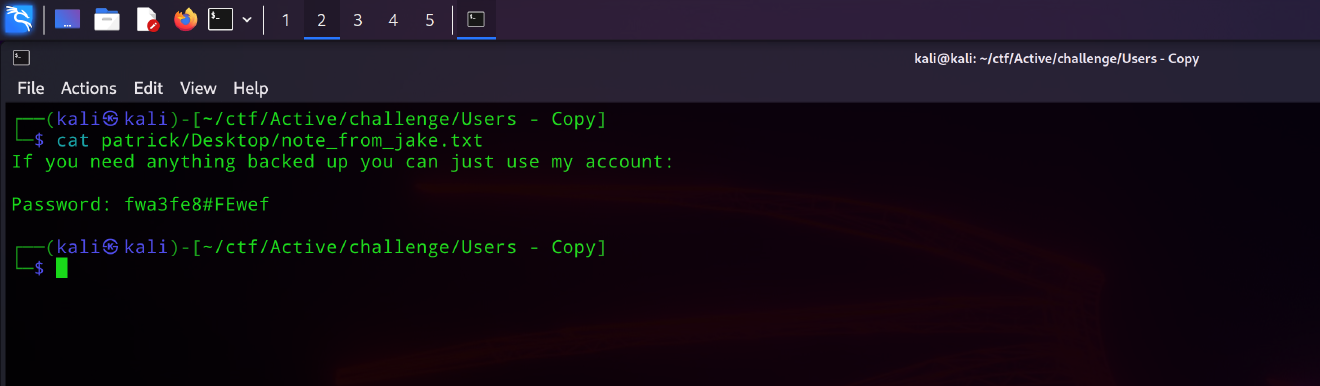 1 2 3 4 5
kali@kali: ~/ctf/Active/challenge/Users - Copy
File Actions Edit View Help
┌──(kali㉿kali)-[~/ctf/Active/challenge/Users - Copy]
└─$ cat patrick/Desktop/note_from_jake.txt
If you need anything backed up you can just use my account:
Password: fwa3fe8#FEwef
┌──(kali㉿kali)-[~/ctf/Active/challenge/Users - Copy]
└─$